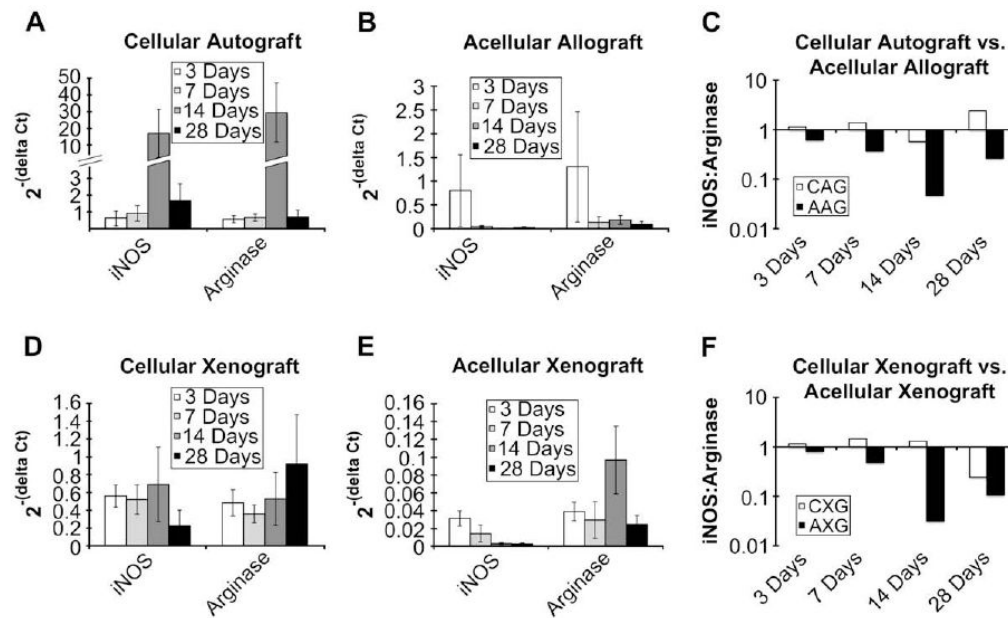 A
Cellular Autograft
2^-(delta Ct)
50
40
30
20
10
2
1
3 Days
7 Days
14 Days
28 Days
iNOS
Arginase
B
Acellular Allograft
2^-(delta Ct)
3
2.5
2
1.5
1
0.5
0
3 Days
7 Days
14 Days
28 Days
iNOS
Arginase
C
Cellular Autograft vs.
Acellular Allograft
iNOS:Arginase
10
1
0.1
0.01
CAG
AAG
3 Days
7 Days
14 Days
28 Days
D
Cellular Xenograft
2^-(delta Ct)
1.6
1.4
1.2
1
0.8
0.6
0.4
0.2
0
3 Days
7 Days
14 Days
28 Days
iNOS
Arginase
E
Acellular Xenograft
2^-(delta Ct)
0.16
0.14
0.12
0.1
0.08
0.06
0.04
0.02
0
3 Days
7 Days
14 Days
28 Days
iNOS
Arginase
F
Cellular Xenograft vs.
Acellular Xenograft
iNOS:Arginase
10
1
0.1
0.01
CXG
AXG
3 Days
7 Days
14 Days
28 Days